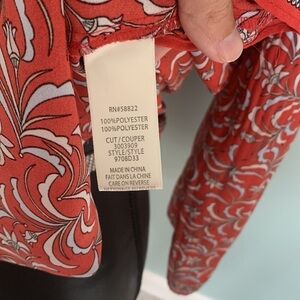 RN#58822
100%POLYESTER
100%POLYESTER
CUT / COUPER
3003909
STYLE/STYLE
9708D33
MADE IN CHINA
FAIT DANS LA CHINE
CARE ON REVERSE